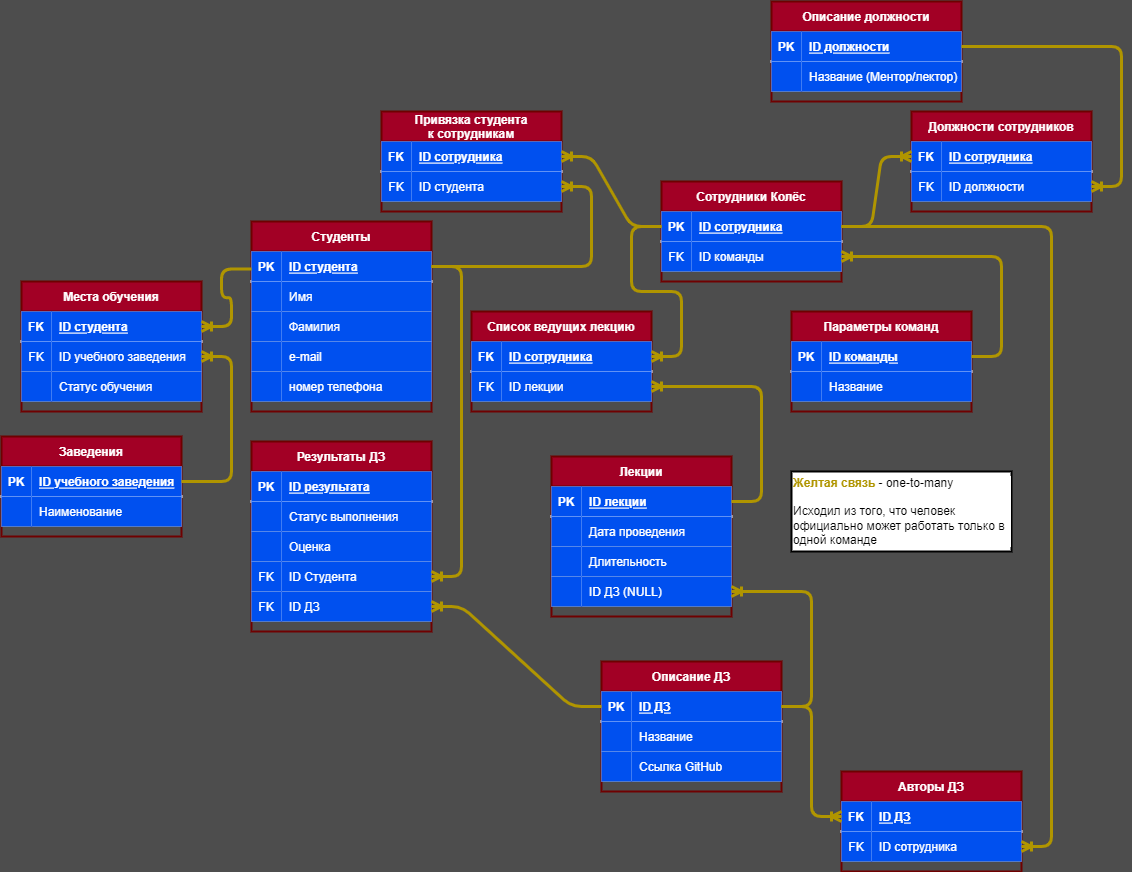 Описание должности
PK ID должности
Название (Ментор/лектор)
Привязка студента
к сотрудникам
FK ID сотрудника
FK ID студента
Должности сотрудников
FK ID сотрудника
FK ID должности
Сотрудники Колёс
PK ID сотрудника
FK ID команды
Студенты
PK ID студента
Имя
Фамилия
e-mail
номер телефона
Места обучения
FK ID студента
FK ID учебного заведения
Статус обучения
Список ведущих лекцию
FK ID сотрудника
FK ID лекции
Параметры команд
PK ID команды
Название
Заведения
PK ID учебного заведения
Наименование
Результаты ДЗ
PK ID результата
Статус выполнения
Оценка
FK ID Студента
FK ID ДЗ
Лекции
PK ID лекции
Дата проведения
Длительность
ID ДЗ (NULL)
Желтая связь - one-to-many
Исходил из того, что человек
официально может работать только в
одной команде
Описание ДЗ
PK ID ДЗ
Название
Ссылка GitHub
Авторы ДЗ
FK ID ДЗ
FK ID сотрудника